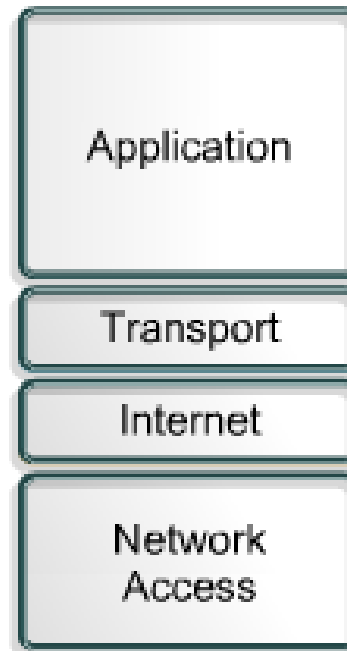 Application
Transport
Internet
Network
Access